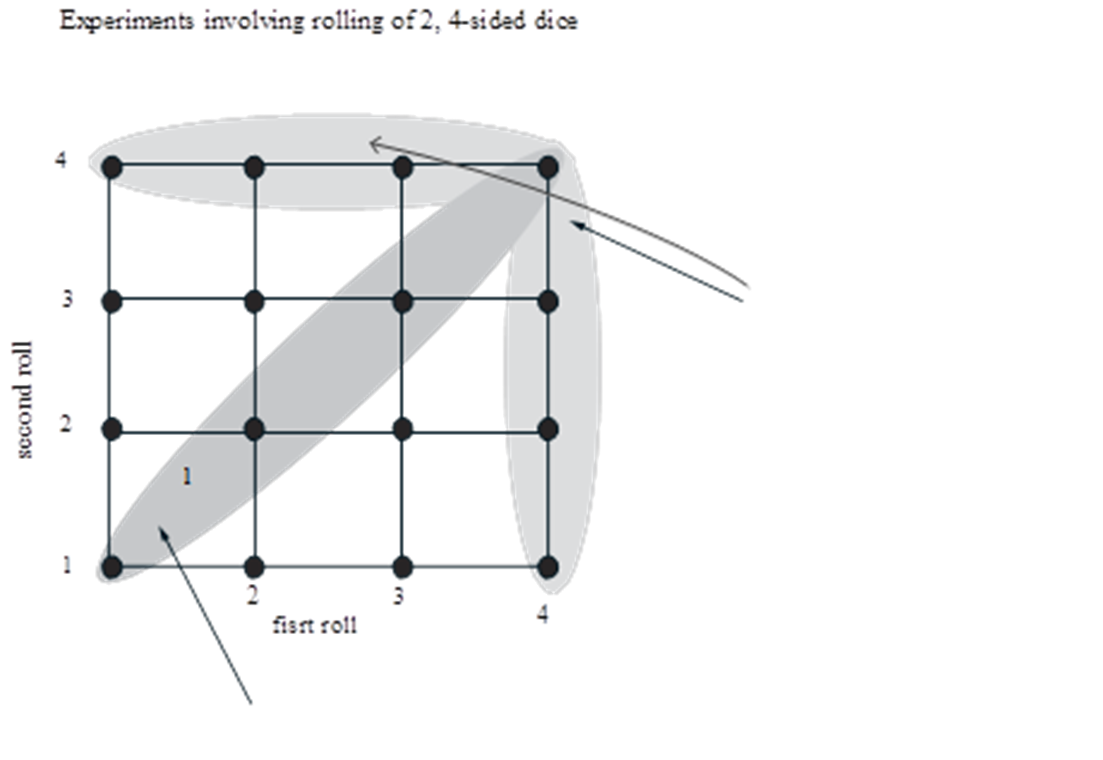 Experiments involving rolling of 2, 4-sided dice
4
3
second roll
2
1
1
2
3
4
fisrt roll